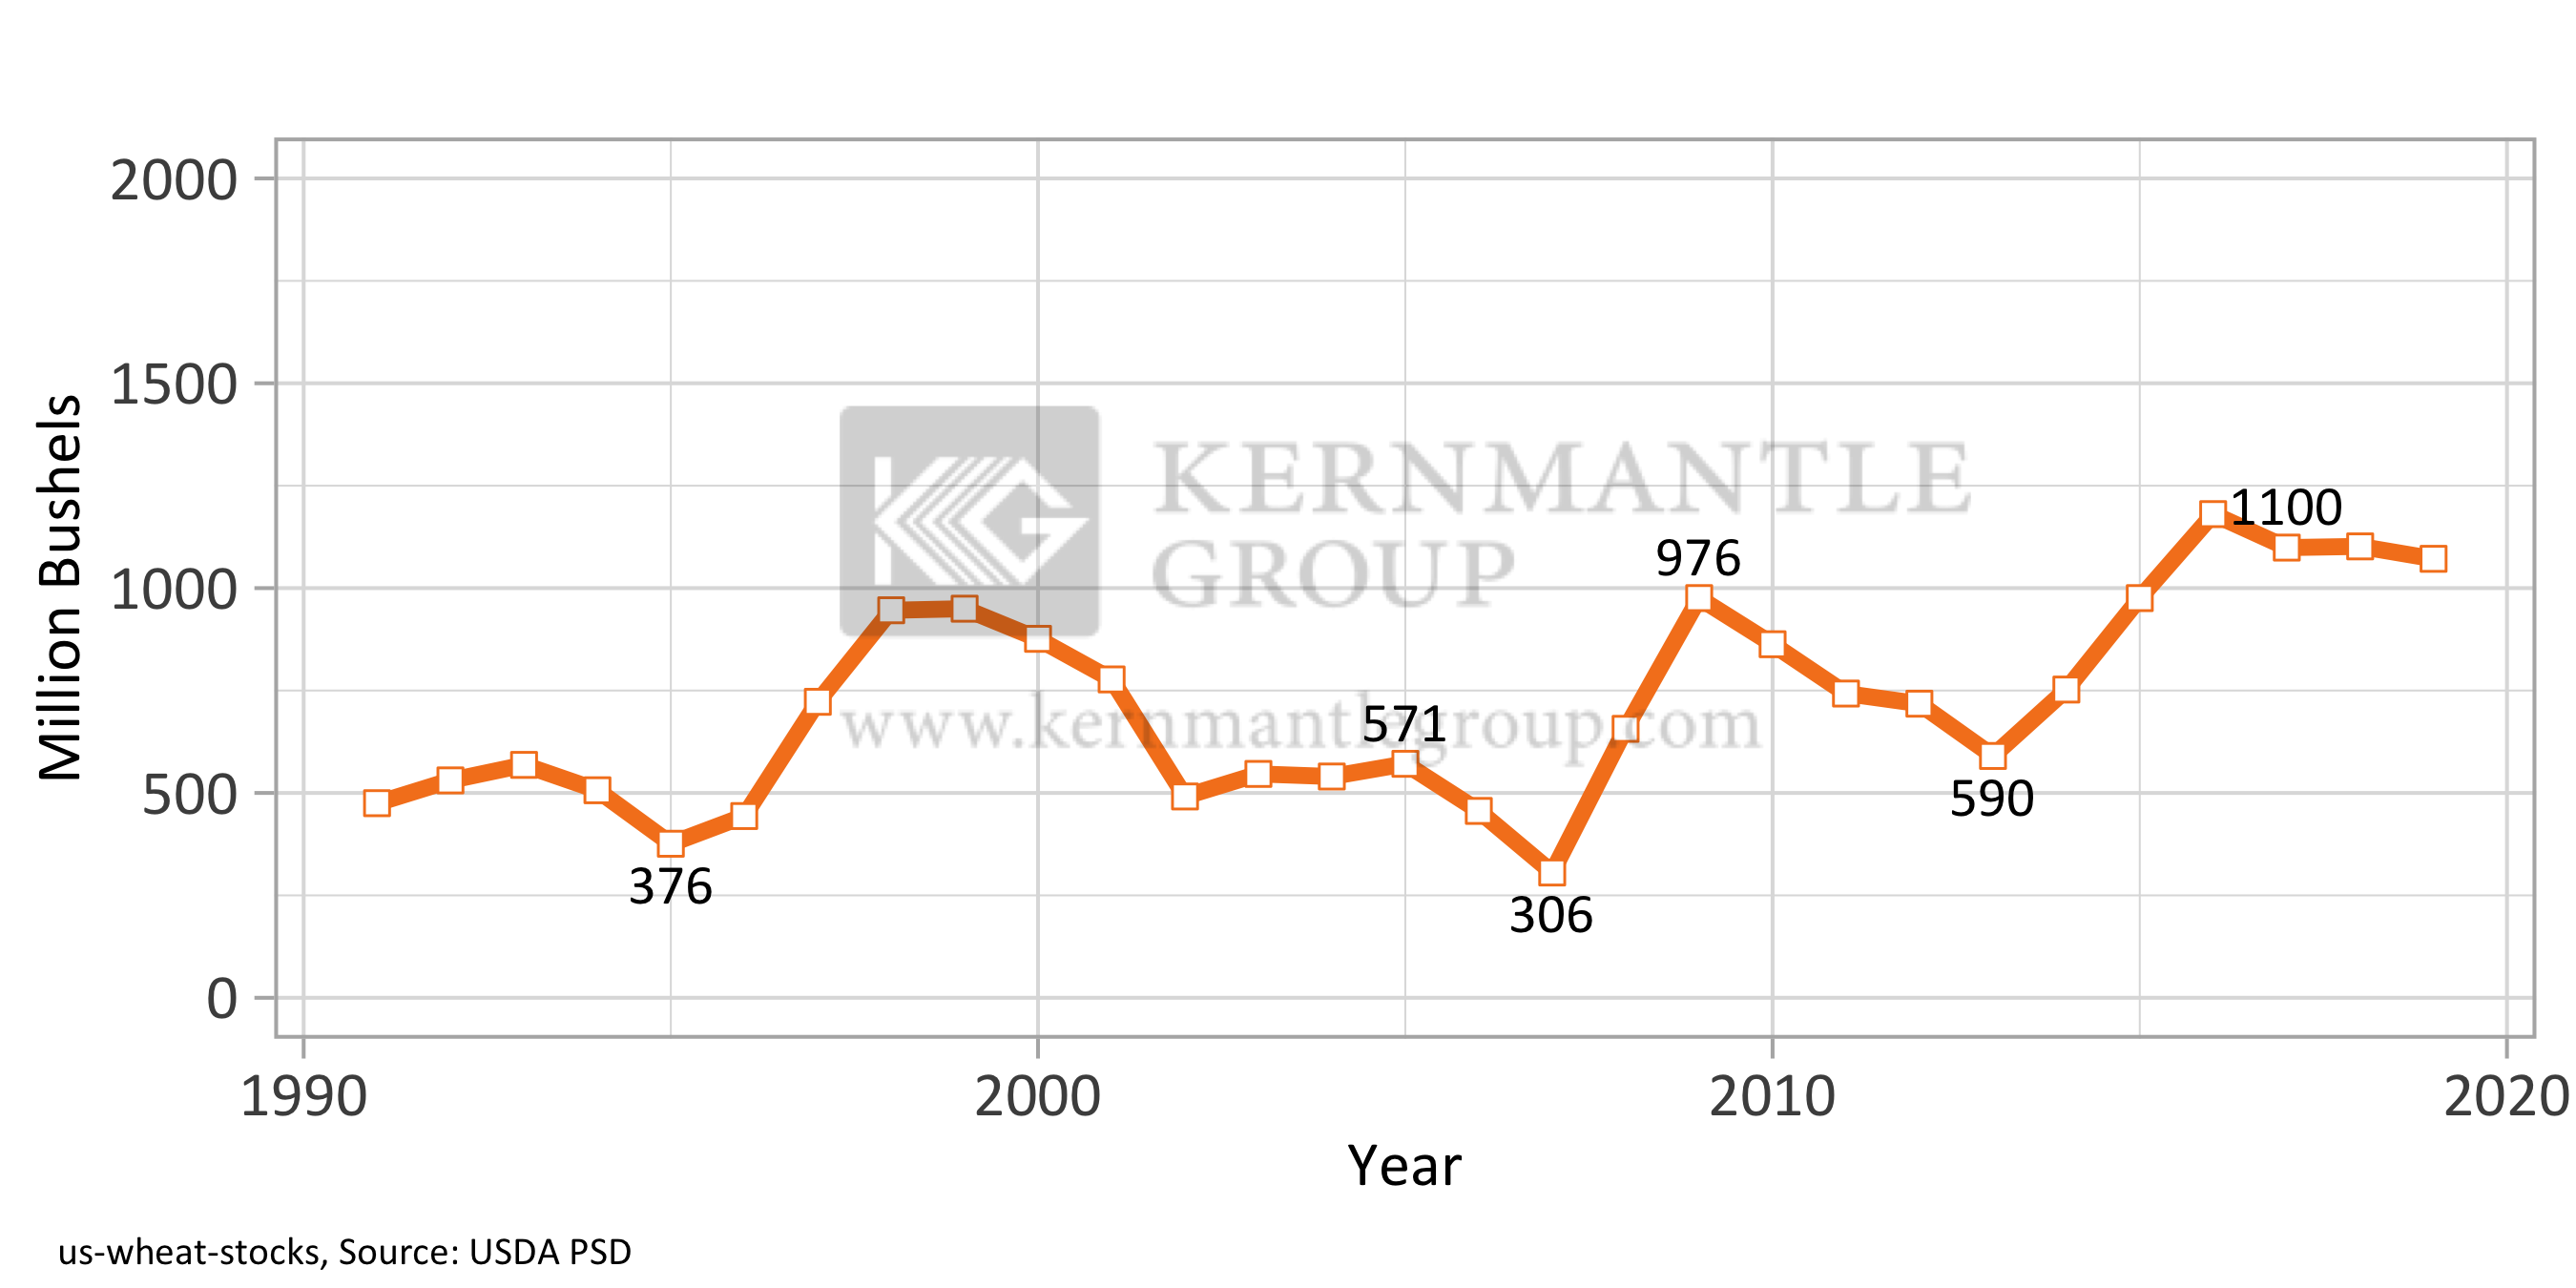 2000
1500
1000
500
0
Million Bushels
KERNMANTLE
GROUP
www.kernmantlegroup.com
376
571
306
976
590
1100
1990
2000
2010
2020
Year
us-wheat-stocks, Source: USDA PSD